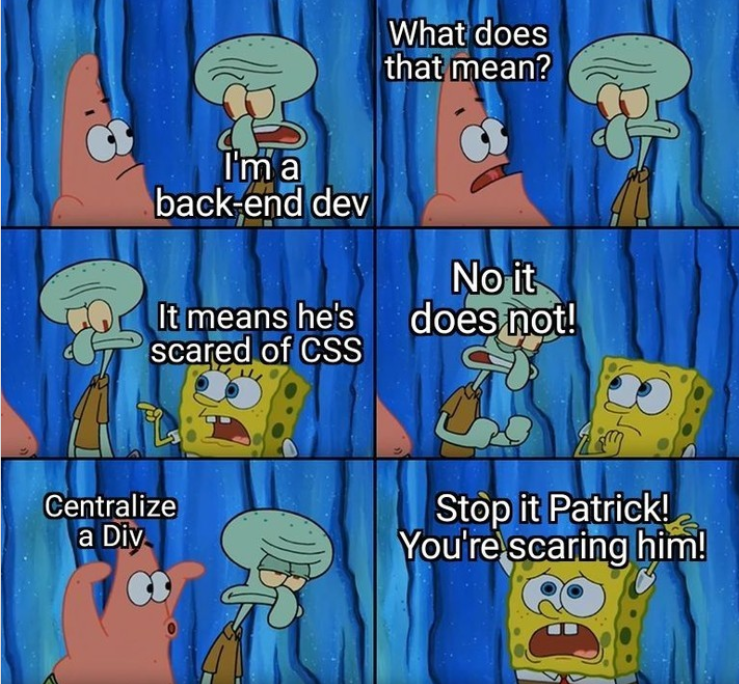 I'm a
back-end dev
What does
that mean?
It means he's
scared of CSS
No it
does not!
Centralize
a Div
Stop it Patrick!
You're scaring him!